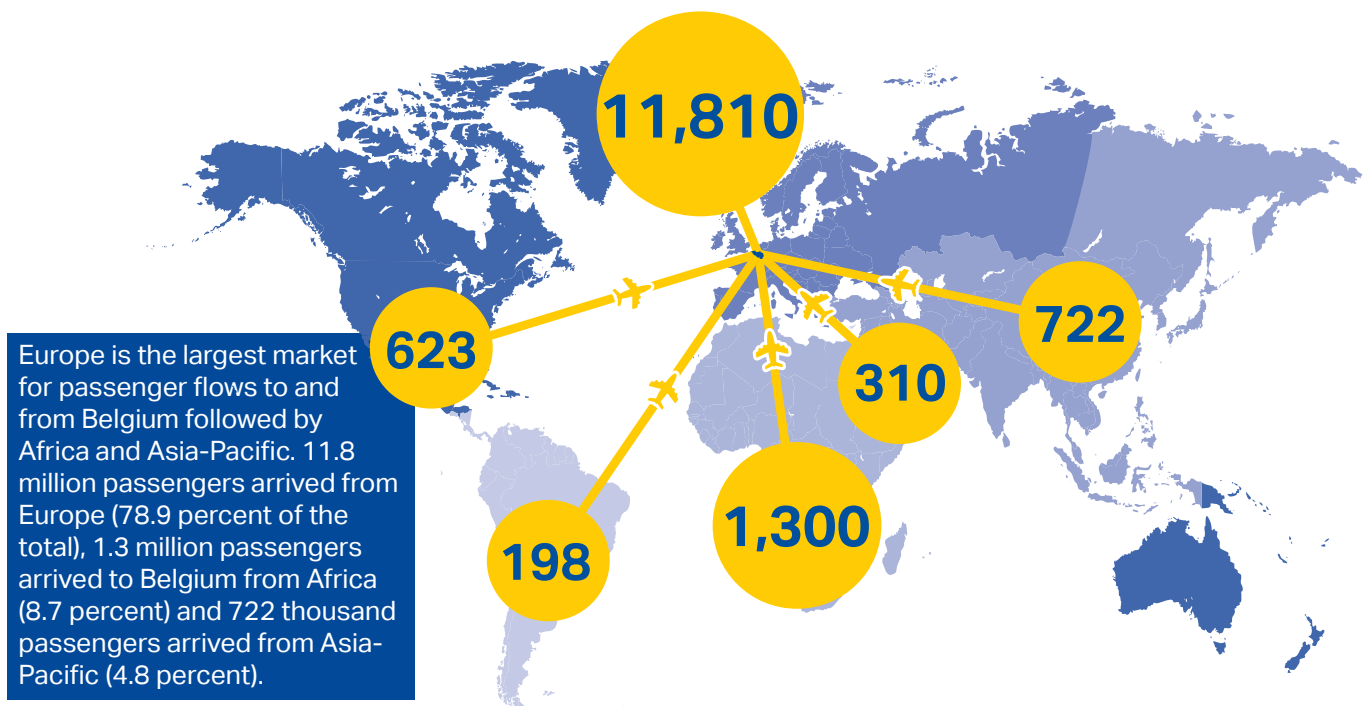 11,810
623
722
310
1,300
198
Europe is the largest market
for passenger flows to and
from Belgium followed by
Africa and Asia-Pacific. 11.8
million passengers arrived from
Europe (78.9 percent of the
total), 1.3 million passengers
arrived to Belgium from Africa
(8.7 percent) and 722 thousand
passengers arrived from Asia-
Pacific (4.8 percent).